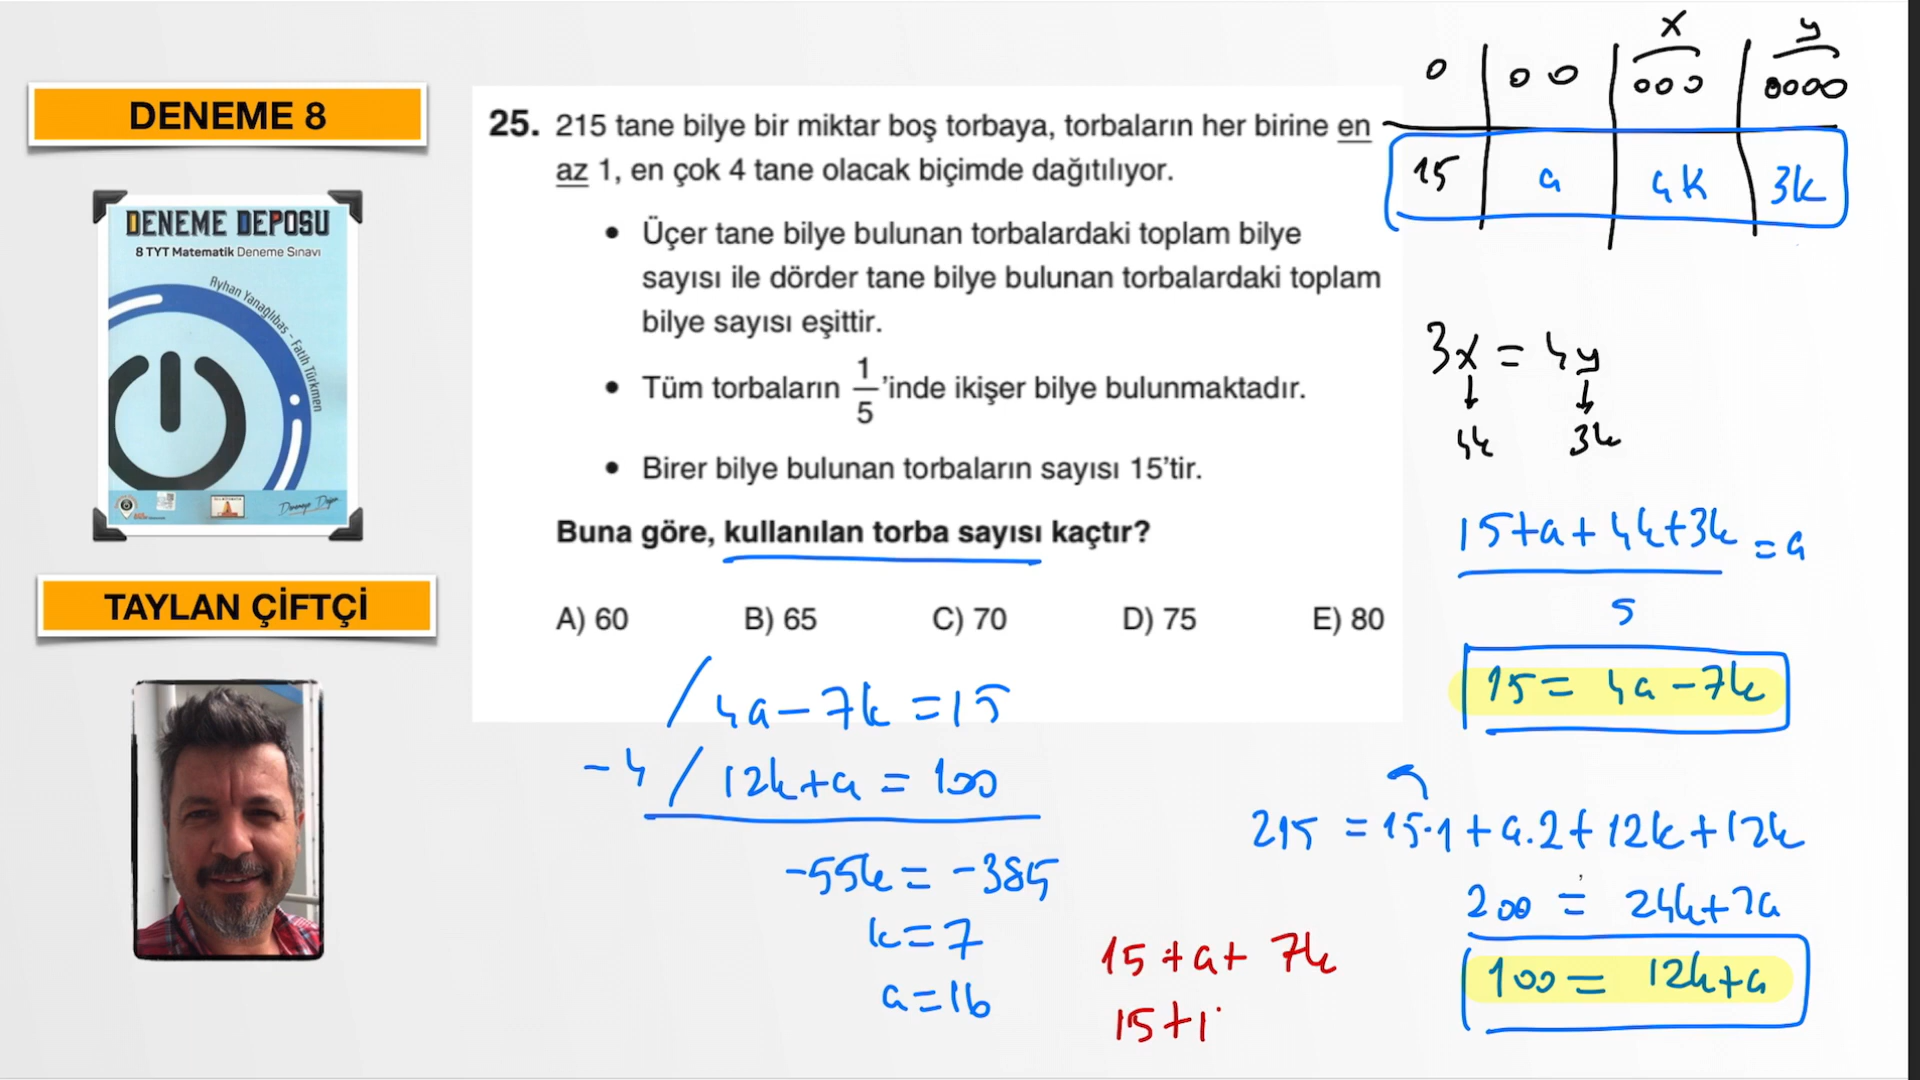 DENEME 8
DENEME DEPOSU
8 TYT Matematik Deneme Sınavı
Ayhan Yanağlıbaş - Fatih Türkmen
TAYLAN ÇİFTÇİ
25. 215 tane bilye bir miktar boş torbaya, torbaların her birine en
az 1, en çok 4 tane olacak biçimde dağıtılıyor.
• Üçer tane bilye bulunan torbalardaki toplam bilye
sayısı ile dörder tane bilye bulunan torbalardaki toplam
bilye sayısı eşittir.
• Tüm torbaların 1/5 'inde ikişer bilye bulunmaktadır.
• Birer bilye bulunan torbaların sayısı 15'tir.
Buna göre, kullanılan torba sayısı kaçtır?
A) 60 B) 65 C) 70 D) 75 E) 80
x y
0 00 000 0000
15 a 4k 3k
3x = 4y
4k 3k
15+a+4k+3k = a
5
15 = 4a-7k
215 = 15.1+a.2+12k+12k
200 = 24k+2a
100 = 12k+a
/ 4a-7k = 15
-4 / 12k+a = 100
-55k = -385
k = 7
a = 16
15+a+7k
15+1